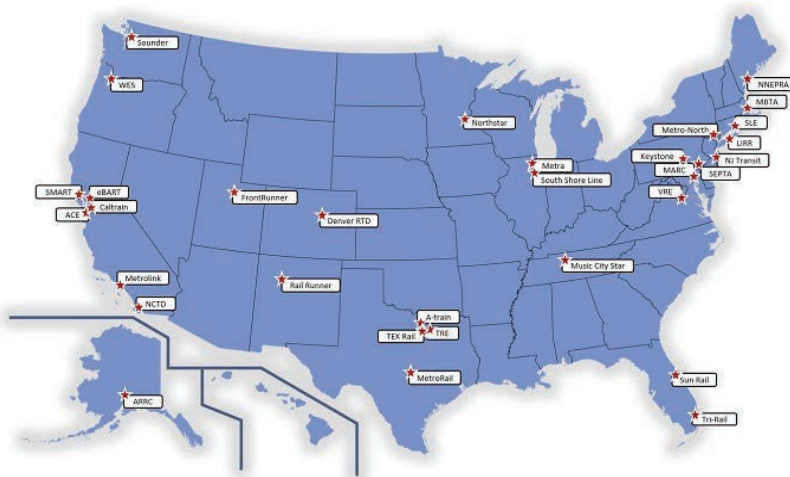 Sounder
WES
NNEPRA
MBTA
Northstar
SLE
Metro-North
LIRR
Keystone
NJ Transit
Metra
MARC
SEPTA
South Shore Line
SMART
eBART
VRE
FrontRunner
Caltrain
ACE
Denver RTD
Music City Star
Metrolink
Rail Runner
NCTD
A-train
TEX Rail
TRE
MetroRail
Sun Rail
ARRC
Tri-Rail